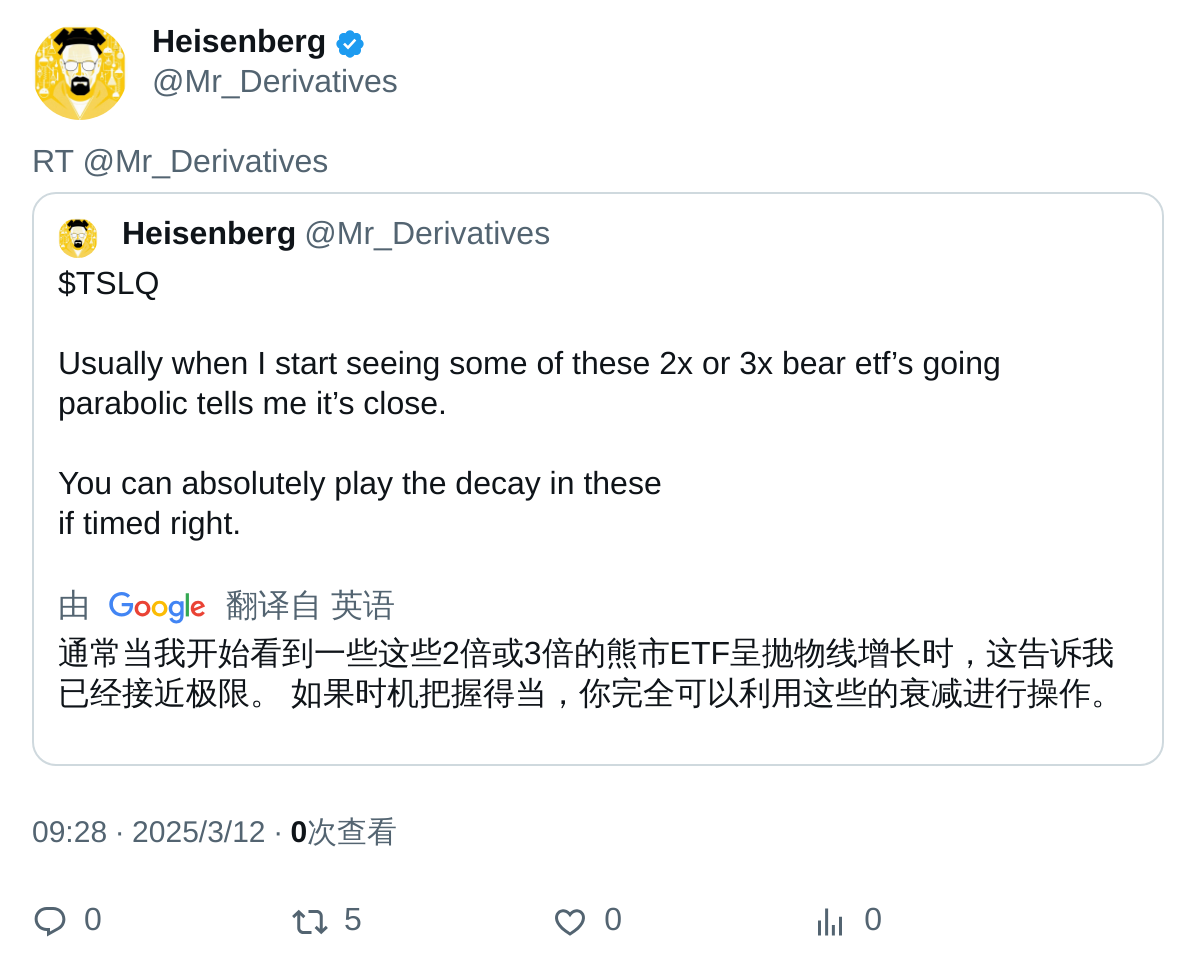 Heisenberg
@Mr_Derivatives
RT @Mr_Derivatives
Heisenberg @Mr_Derivatives
$TSLQ
Usually when I start seeing some of these 2x or 3x bear etf’s going
parabolic tells me it’s close.
You can absolutely play the decay in these
if timed right.
由 Google 翻译自 英语
通常当我开始看到一些这些2倍或3倍的熊市ETF呈抛物线增长时，这告诉我
已经接近极限。 如果时机把握得当，你完全可以利用这些的衰减进行操作。
09:28 · 2025/3/12 · 0次查看
0 5 0 0